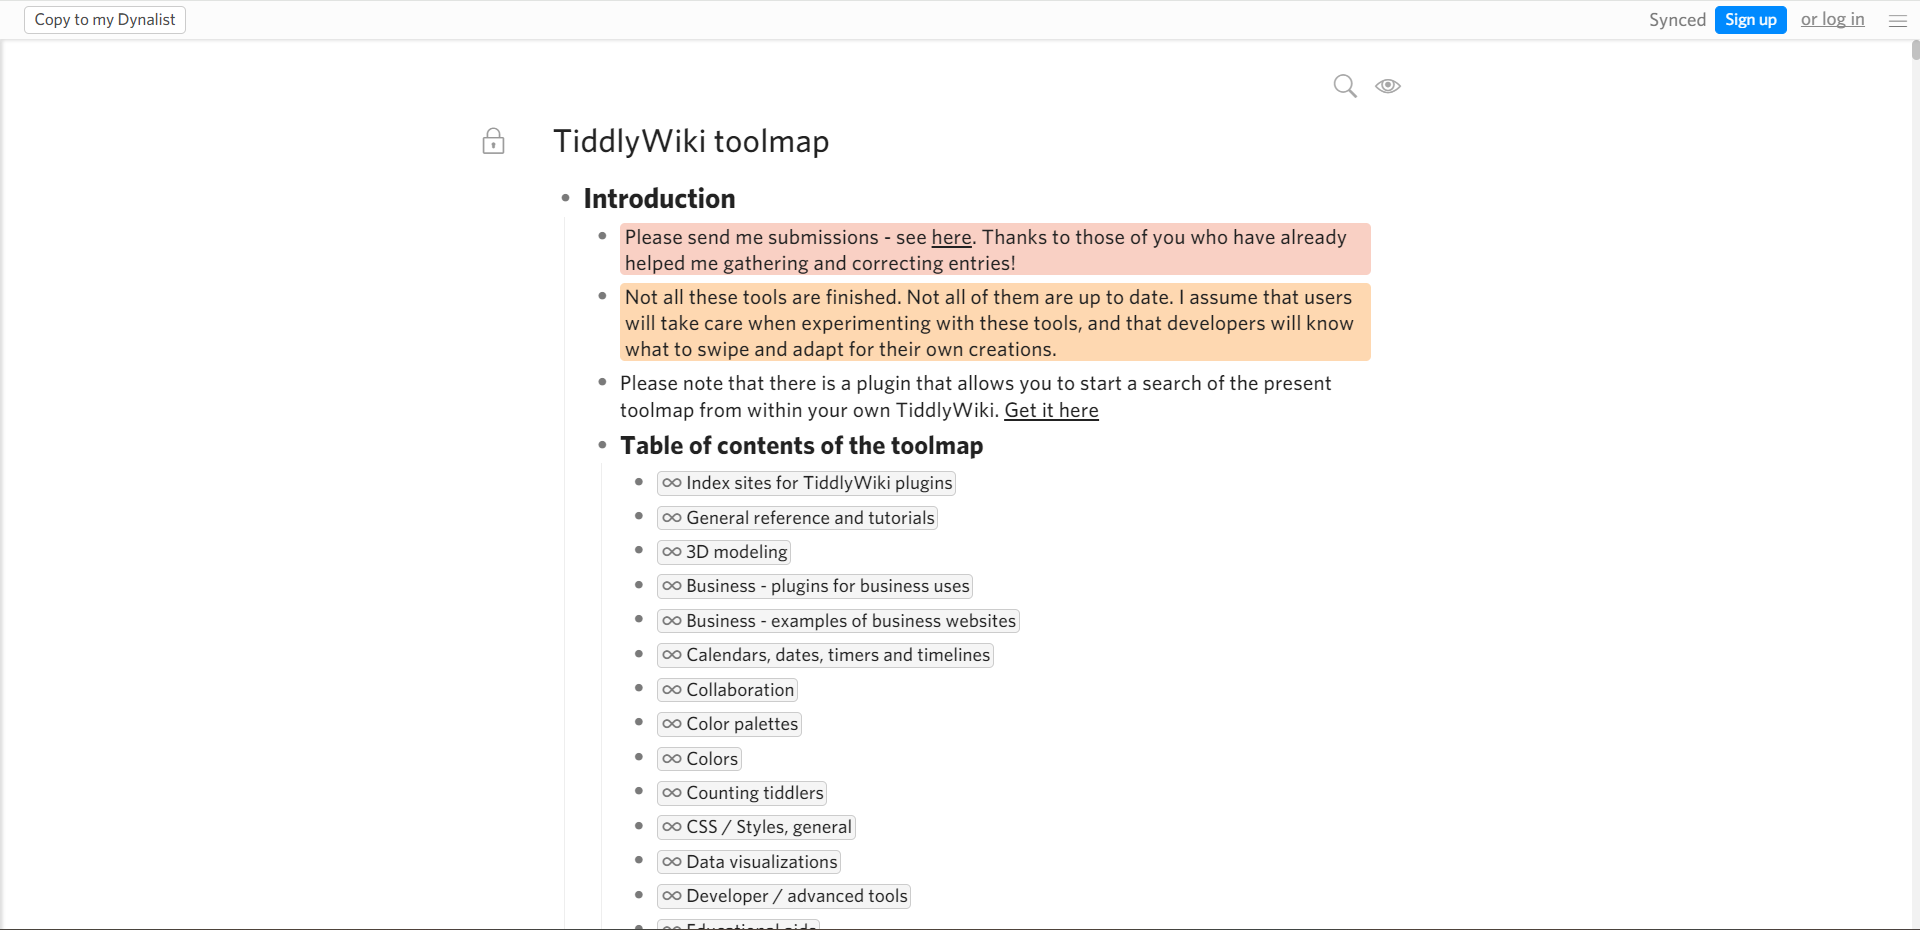 Copy to my Dynalist
Synced
Sign up
or log in
TiddlyWiki toolmap
Introduction
Please send me submissions - see here. Thanks to those of you who have already
helped me gathering and correcting entries!
Not all these tools are finished. Not all of them are up to date. I assume that users
will take care when experimenting with these tools, and that developers will know
what to swipe and adapt for their own creations.
Please note that there is a plugin that allows you to start a search of the present
toolmap from within your own TiddlyWiki. Get it here
Table of contents of the toolmap
Index sites for TiddlyWiki plugins
General reference and tutorials
3D modeling
Business - plugins for business uses
Business - examples of business websites
Calendars, dates, timers and timelines
Collaboration
Color palettes
Colors
Counting tiddlers
CSS / Styles, general
Data visualizations
Developer / advanced tools
Educational aids